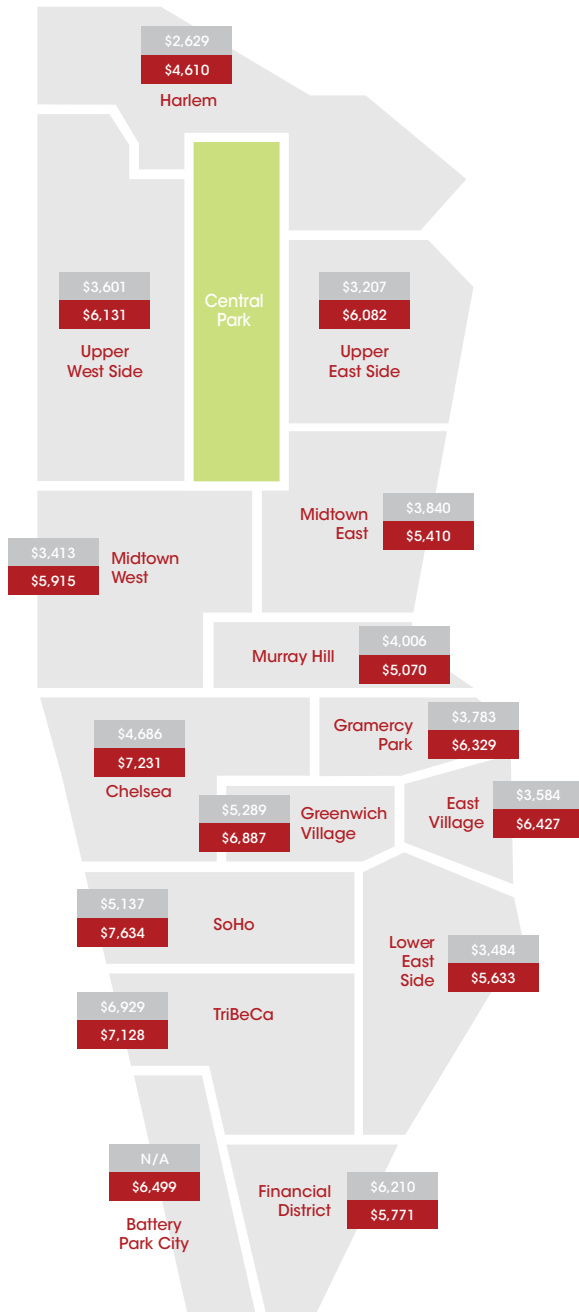 $2,629
$4,610
Harlem
$3,601
$6,131
Upper
West Side
Central
Park
$3,207
$6,082
Upper
East Side
Midtown
East
$3,840
$5,410
$3,413
$5,915
Midtown
West
Murray Hill
$4,006
$5,070
Gramercy
Park
$3,783
$6,329
$4,686
$7,231
Chelsea
$5,289
$6,887
Greenwich
Village
East
Village
$3,584
$6,427
$5,137
$7,634
SoHo
Lower
East
Side
$3,484
$5,633
$6,929
$7,128
TriBeCa
N/A
$6,499
Battery
Park City
Financial
District
$6,210
$5,771